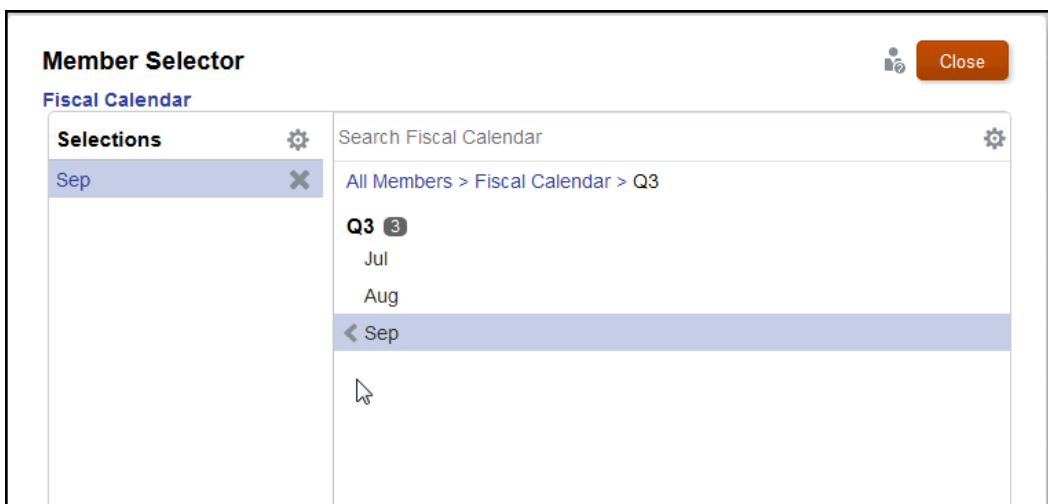 Member Selector
Close
Fiscal Calendar
Selections
Search Fiscal Calendar
Sep
All Members > Fiscal Calendar > Q3
Q3 3
Jul
Aug
Sep